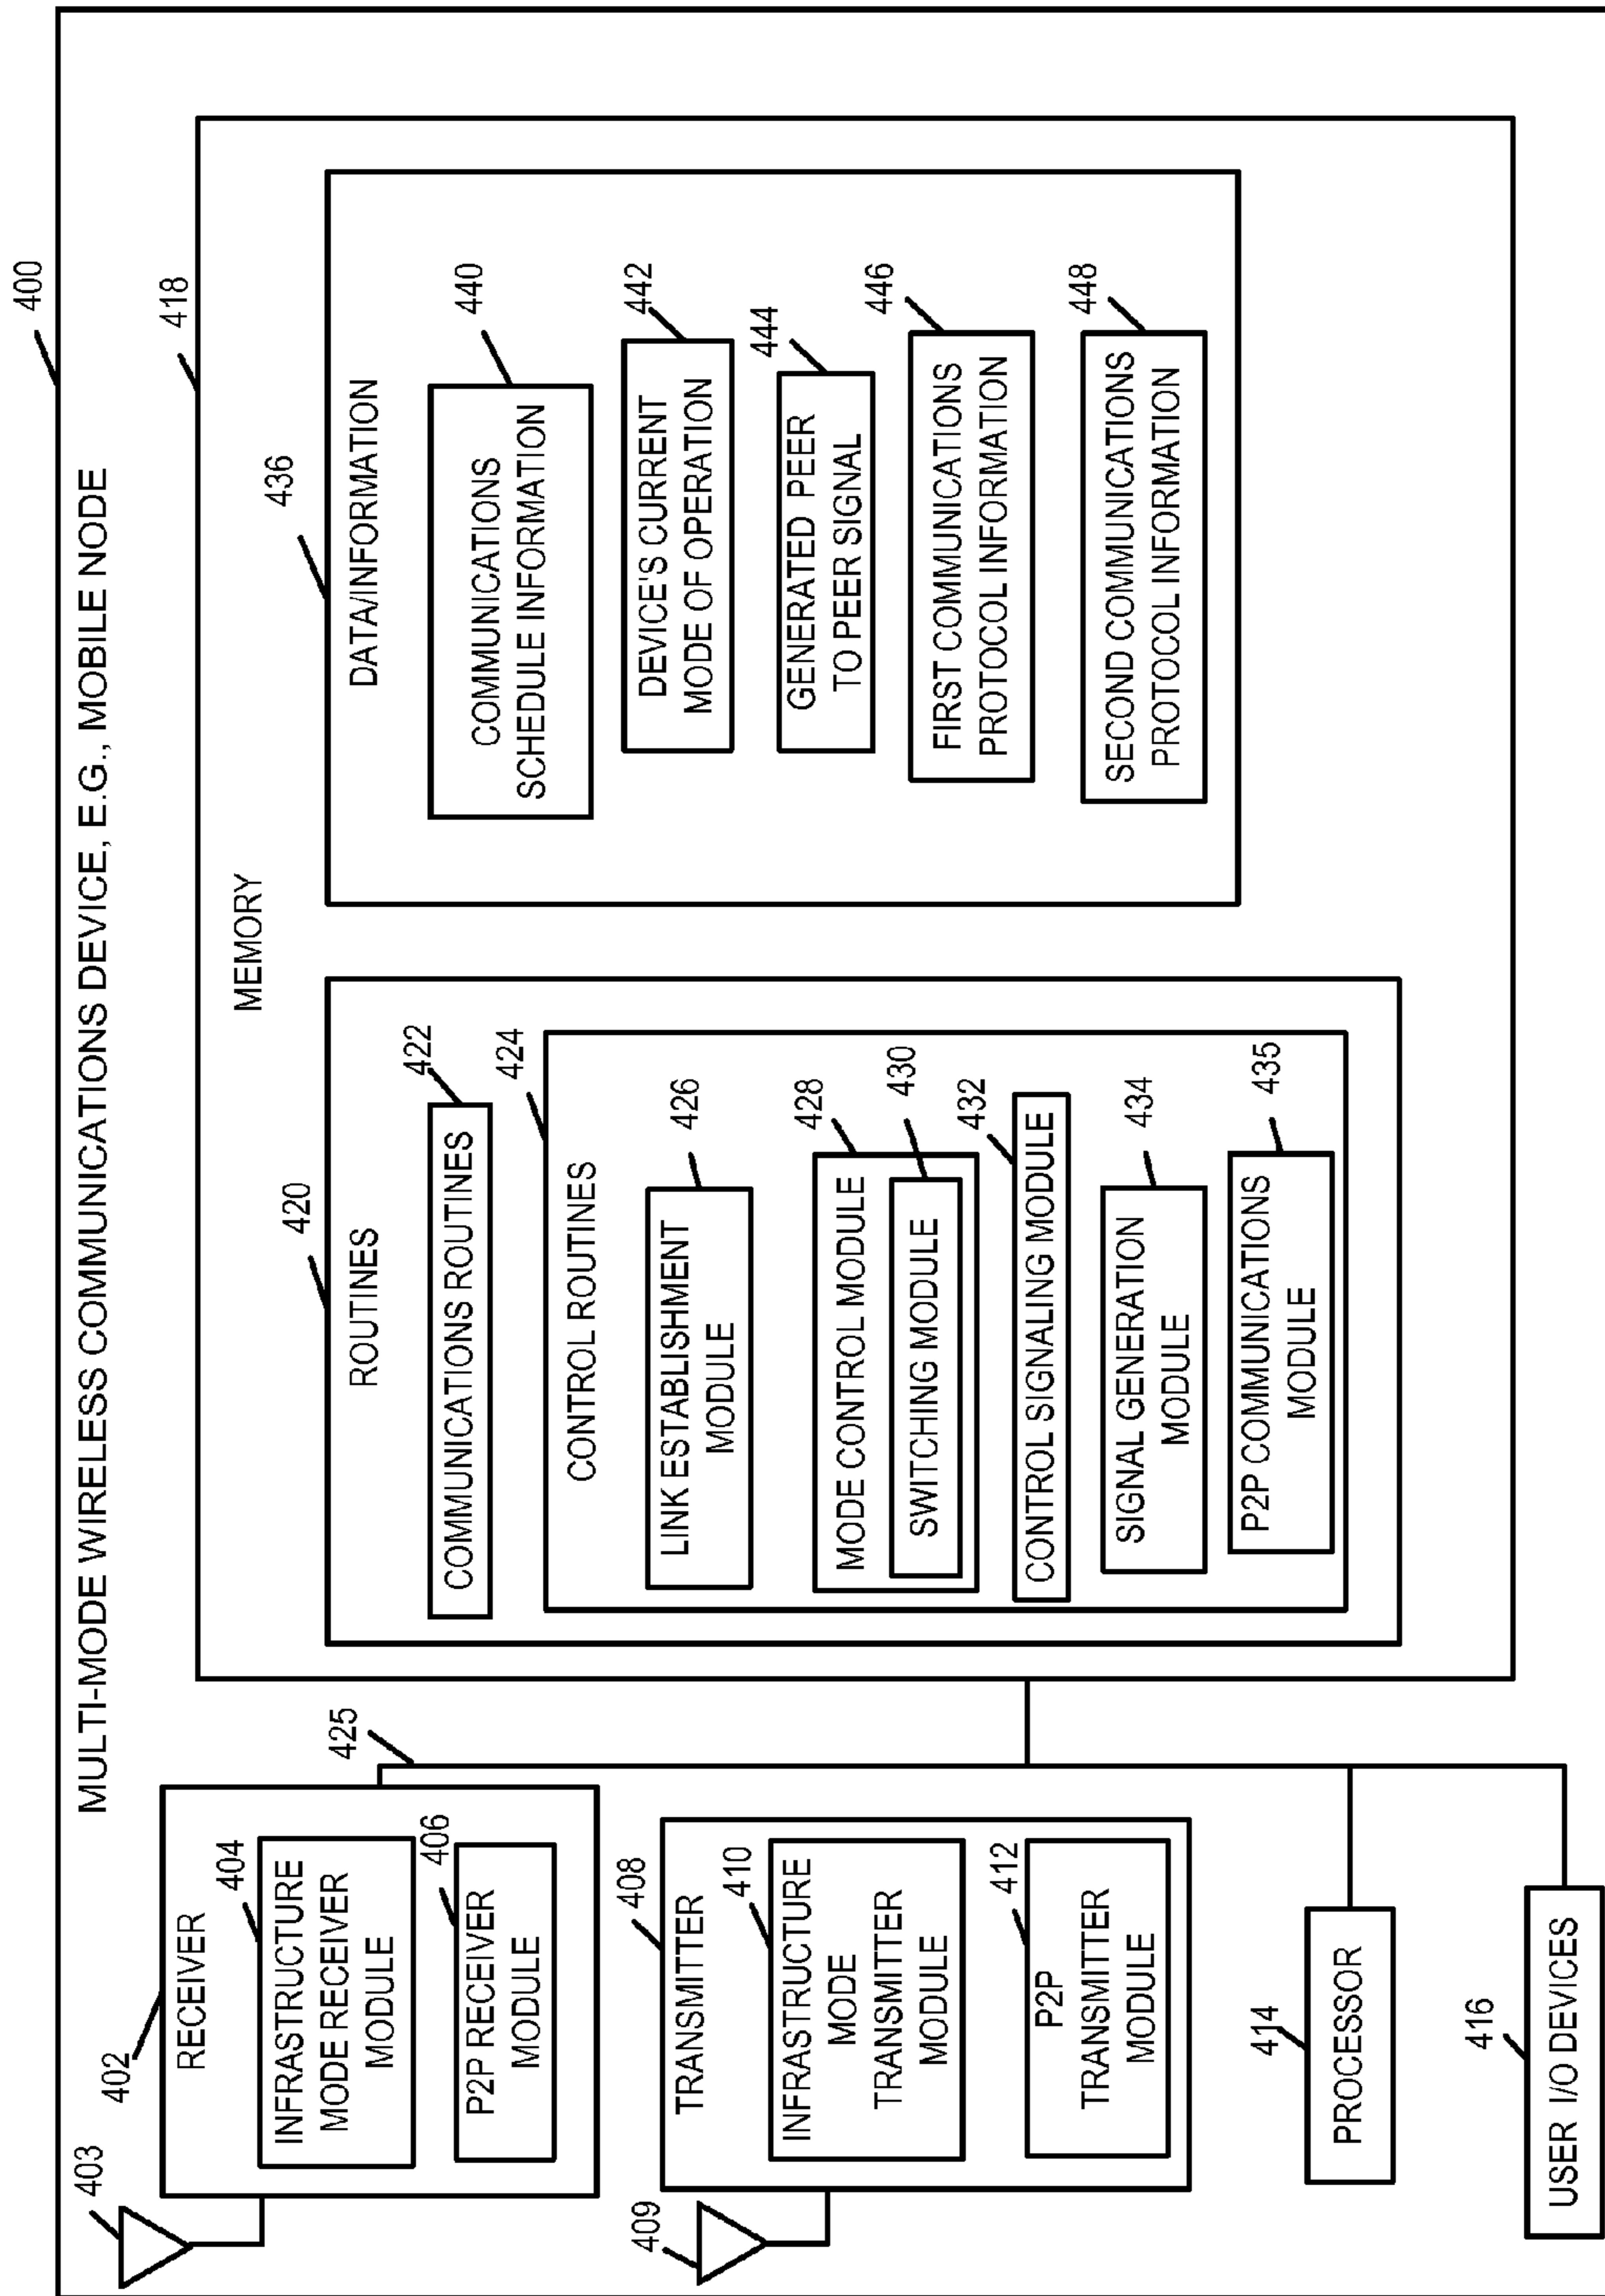 400
MULTI-MODE WIRELESS COMMUNICATIONS DEVICE, E.G., MOBILE NODE
403
402
RECEIVER
404
INFRASTRUCTURE
MODE RECEIVER
MODULE
406
P2P RECEIVER
MODULE
425
409
408
TRANSMITTER
410
INFRASTRUCTURE
MODE
TRANSMITTER
MODULE
412
P2P
TRANSMITTER
MODULE
414
PROCESSOR
416
USER I/O DEVICES
418
MEMORY
420
ROUTINES
422
COMMUNICATIONS ROUTINES
424
CONTROL ROUTINES
426
LINK ESTABLISHMENT
MODULE
428
MODE CONTROL MODULE
430
SWITCHING MODULE
432
CONTROL SIGNALING MODULE
434
SIGNAL GENERATION
MODULE
435
P2P COMMUNICATIONS
MODULE
436
DATA/INFORMATION
440
COMMUNICATIONS
SCHEDULE INFORMATION
442
DEVICE'S CURRENT
MODE OF OPERATION
444
GENERATED PEER
TO PEER SIGNAL
446
FIRST COMMUNICATIONS
PROTOCOL INFORMATION
448
SECOND COMMUNICATIONS
PROTOCOL INFORMATION